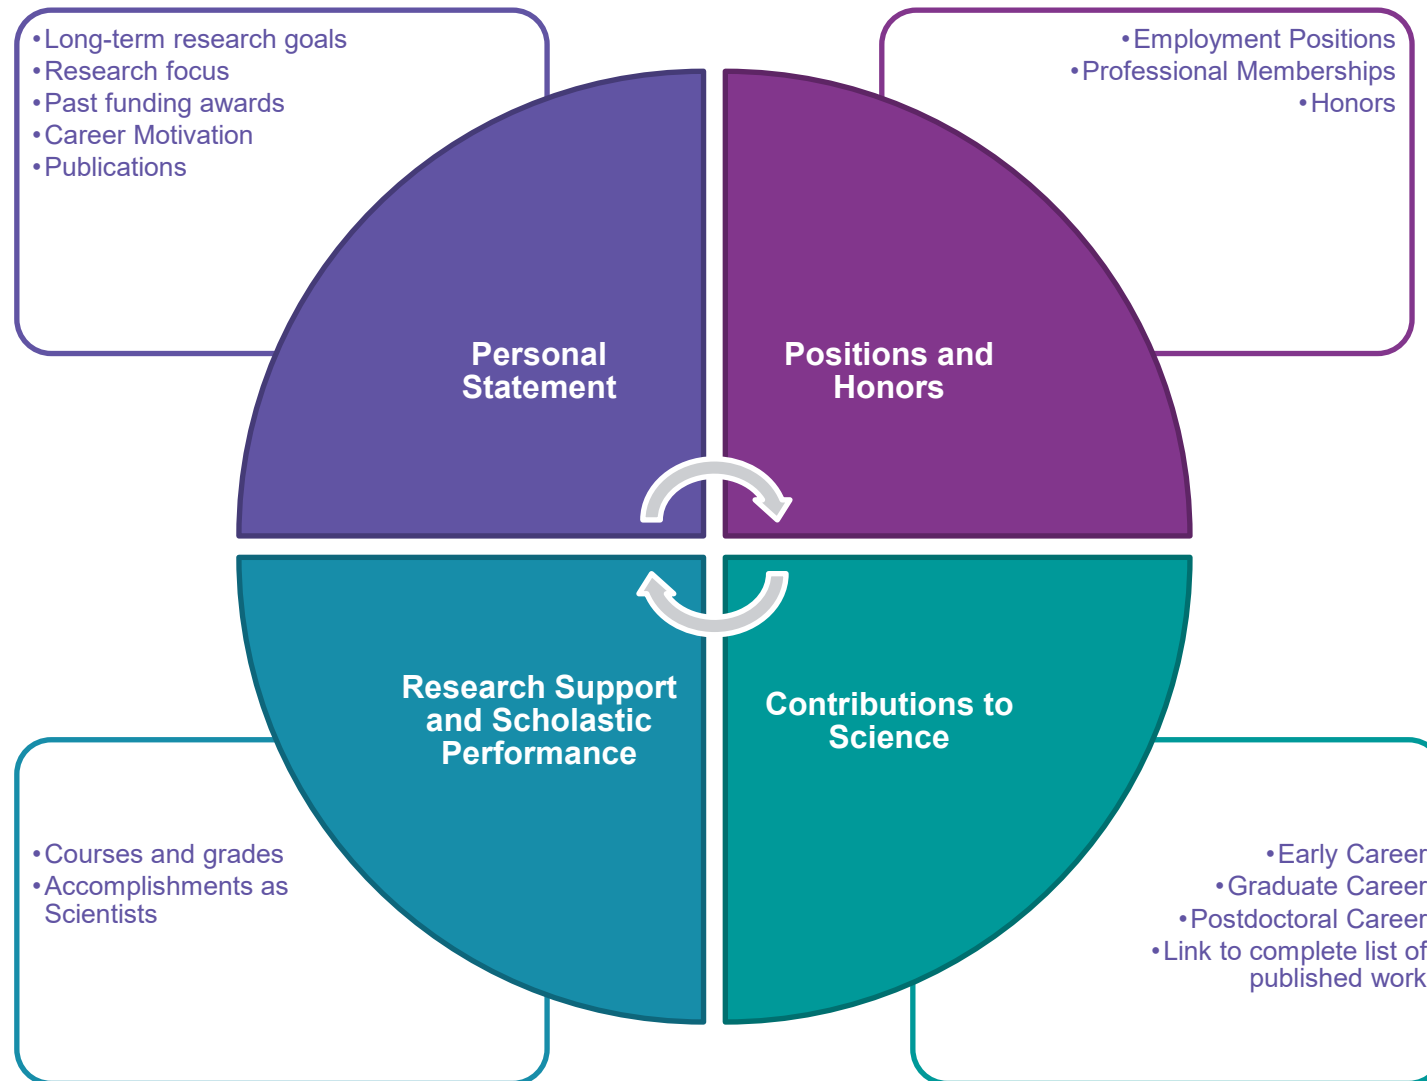 •Long-term research goals
•Research focus
•Past funding awards
•Career Motivation
•Publications
•Employment Positions
•Professional Memberships
•Honors
Personal
Statement
Positions and
Honors
Research Support
and Scholastic
Performance
Contributions to
Science
•Courses and grades
•Accomplishments as
Scientists
•Early Career
•Graduate Career
•Postdoctoral Career
•Link to complete list of
published work